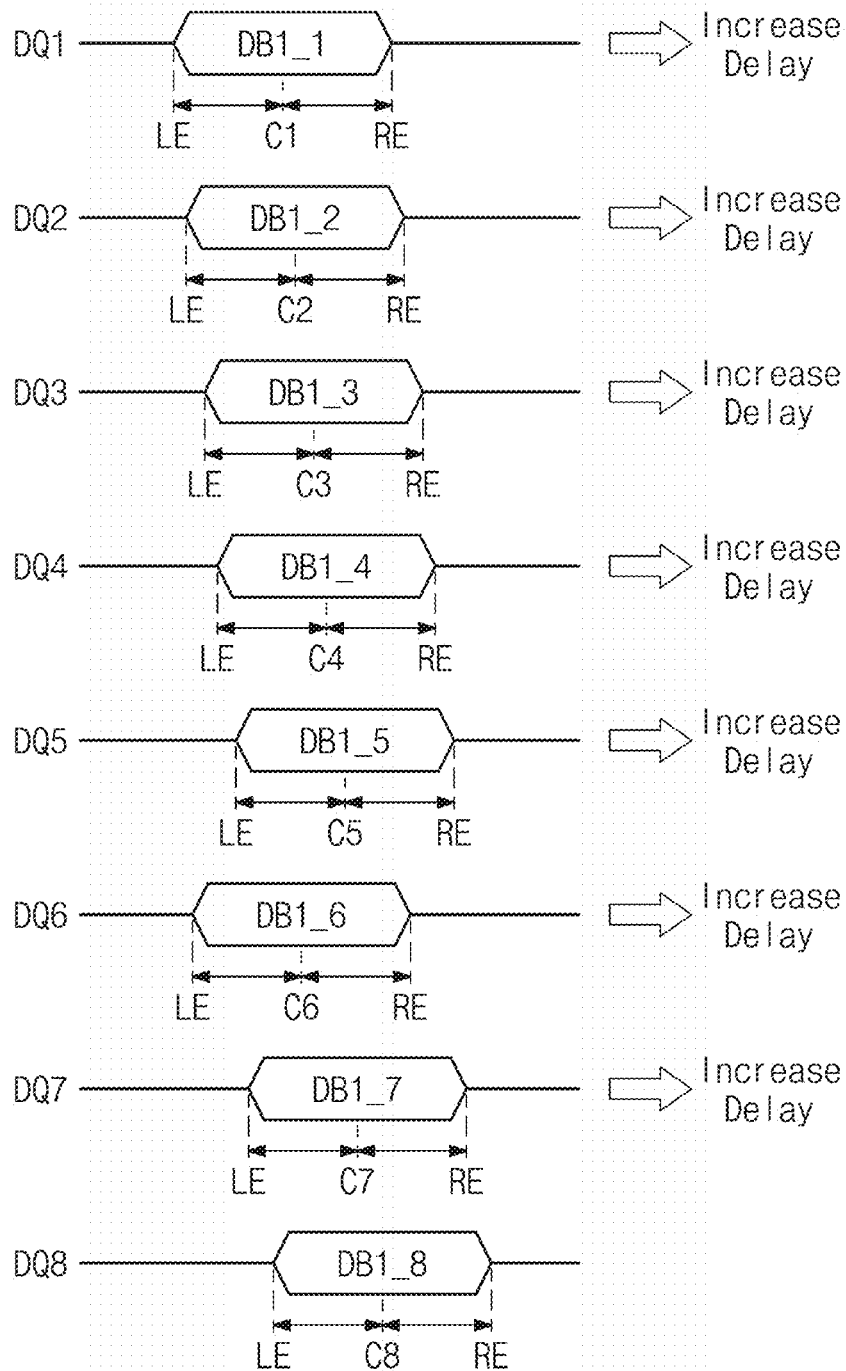 DQ1 DB1_1 Increase
Delay
LE C1 RE
DQ2 DB1_2 Increase
Delay
LE C2 RE
DQ3 DB1_3 Increase
Delay
LE C3 RE
DQ4 DB1_4 Increase
Delay
LE C4 RE
DQ5 DB1_5 Increase
Delay
LE C5 RE
DQ6 DB1_6 Increase
Delay
LE C6 RE
DQ7 DB1_7 Increase
Delay
LE C7 RE
DQ8 DB1_8
LE C8 RE